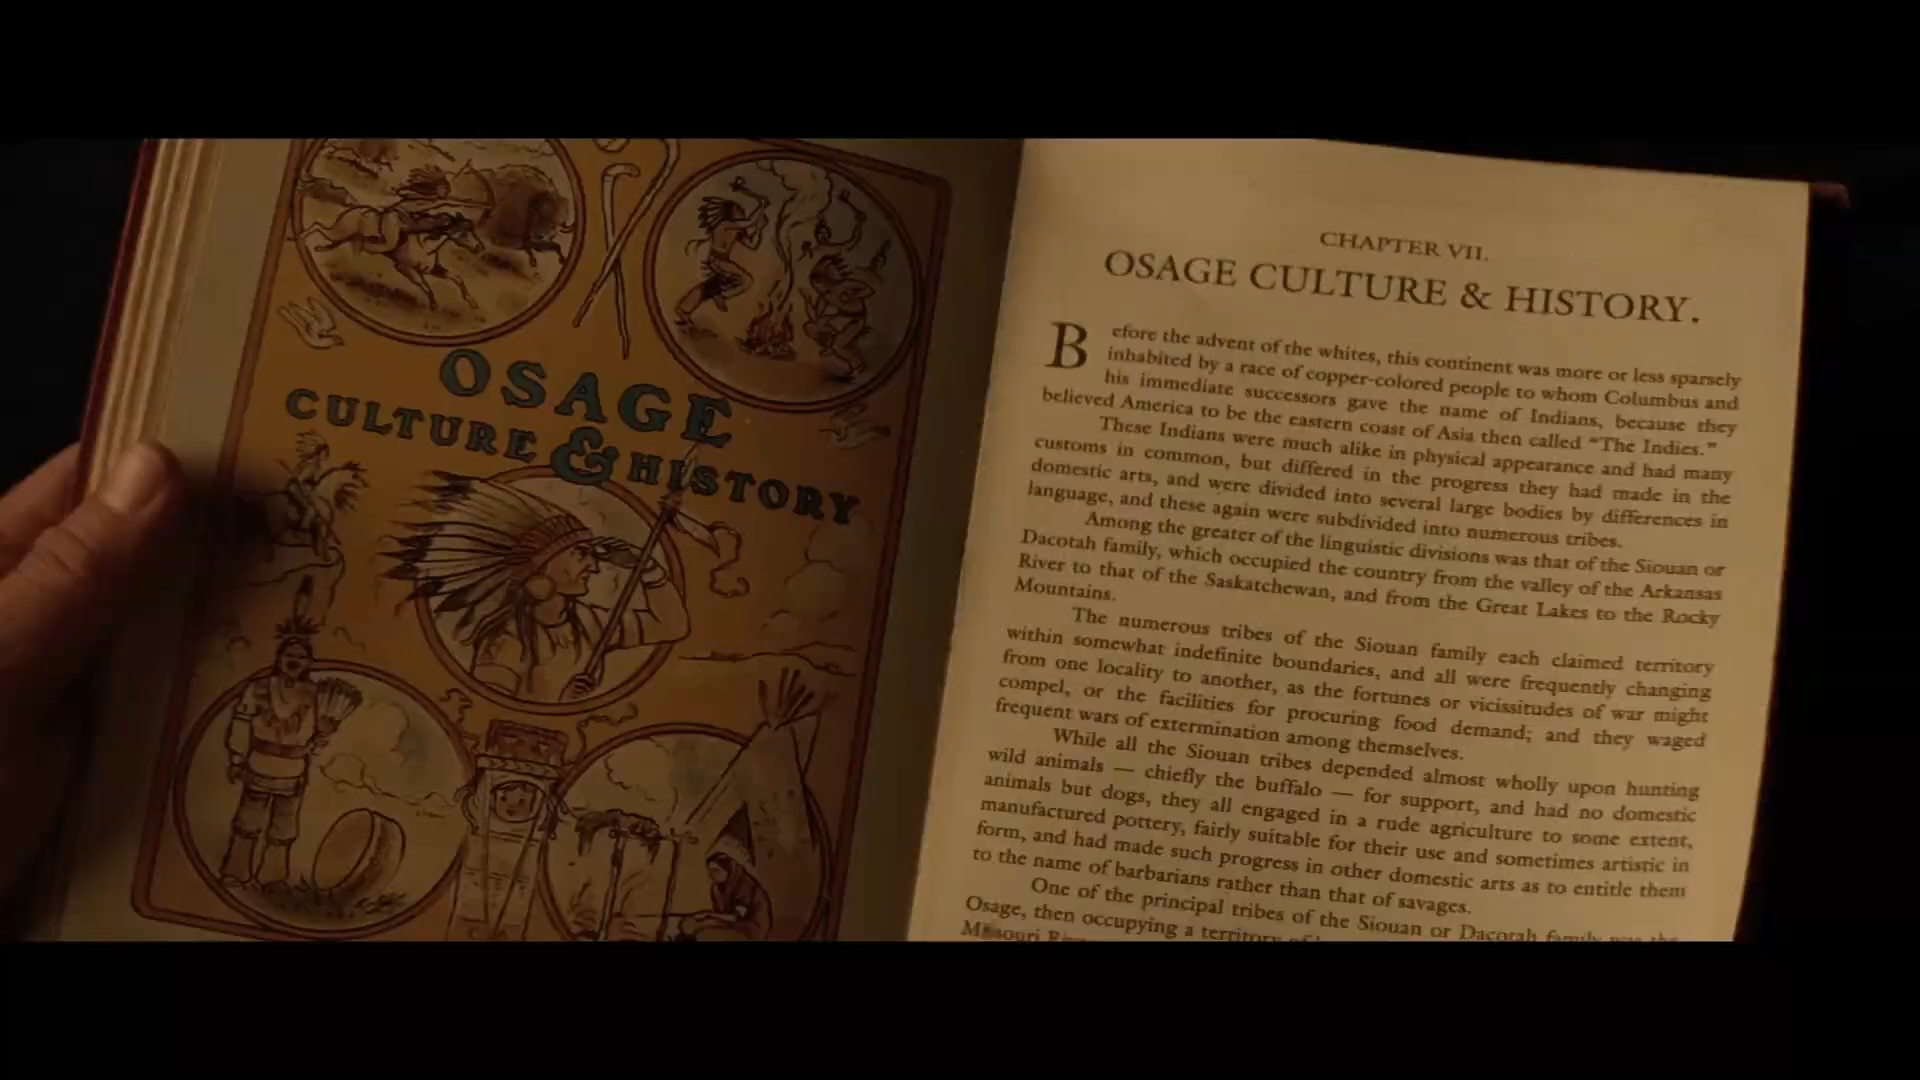 OSAGE
CULTURE & HISTORY
CHAPTER VII.
OSAGE CULTURE & HISTORY.
Before the advent of the whites, this continent was more or less sparsely
inhabited by a race of copper-colored people to whom Columbus and
his immediate successors gave the name of Indians, because they
believed America to be the eastern coast of Asia then called "The Indies."
These Indians were much alike in physical appearance and had many
customs in common, but differed in the progress they had made in the
domestic arts, and were divided into several large bodies by differences in
language, and these again were subdivided into numerous tribes.
Among the greater of the linguistic divisions was that of the Siouan or
Dacotah family, which occupied the country from the valley of the Arkansas
River to that of the Saskatchewan, and from the Great Lakes to the Rocky
Mountains.
The numerous tribes of the Siouan family each claimed territory
within somewhat indefinite boundaries, and all were frequently changing
from one locality to another, as the fortunes or vicissitudes of war might
compel, or the facilities for procuring food demand; and they waged
frequent wars of extermination among themselves.
While all the Siouan tribes depended almost wholly upon hunting
wild animals — chiefly the buffalo — for support, and had no domestic
animals but dogs, they all engaged in a rude agriculture to some extent,
manufactured pottery, fairly suitable for their use and sometimes artistic in
form, and had made such progress in other domestic arts as to entitle them
to the name of barbarians rather than that of savages.
One of the principal tribes of the Siouan or Dacotah family was the
Osage, then occupying a territory
Missouri